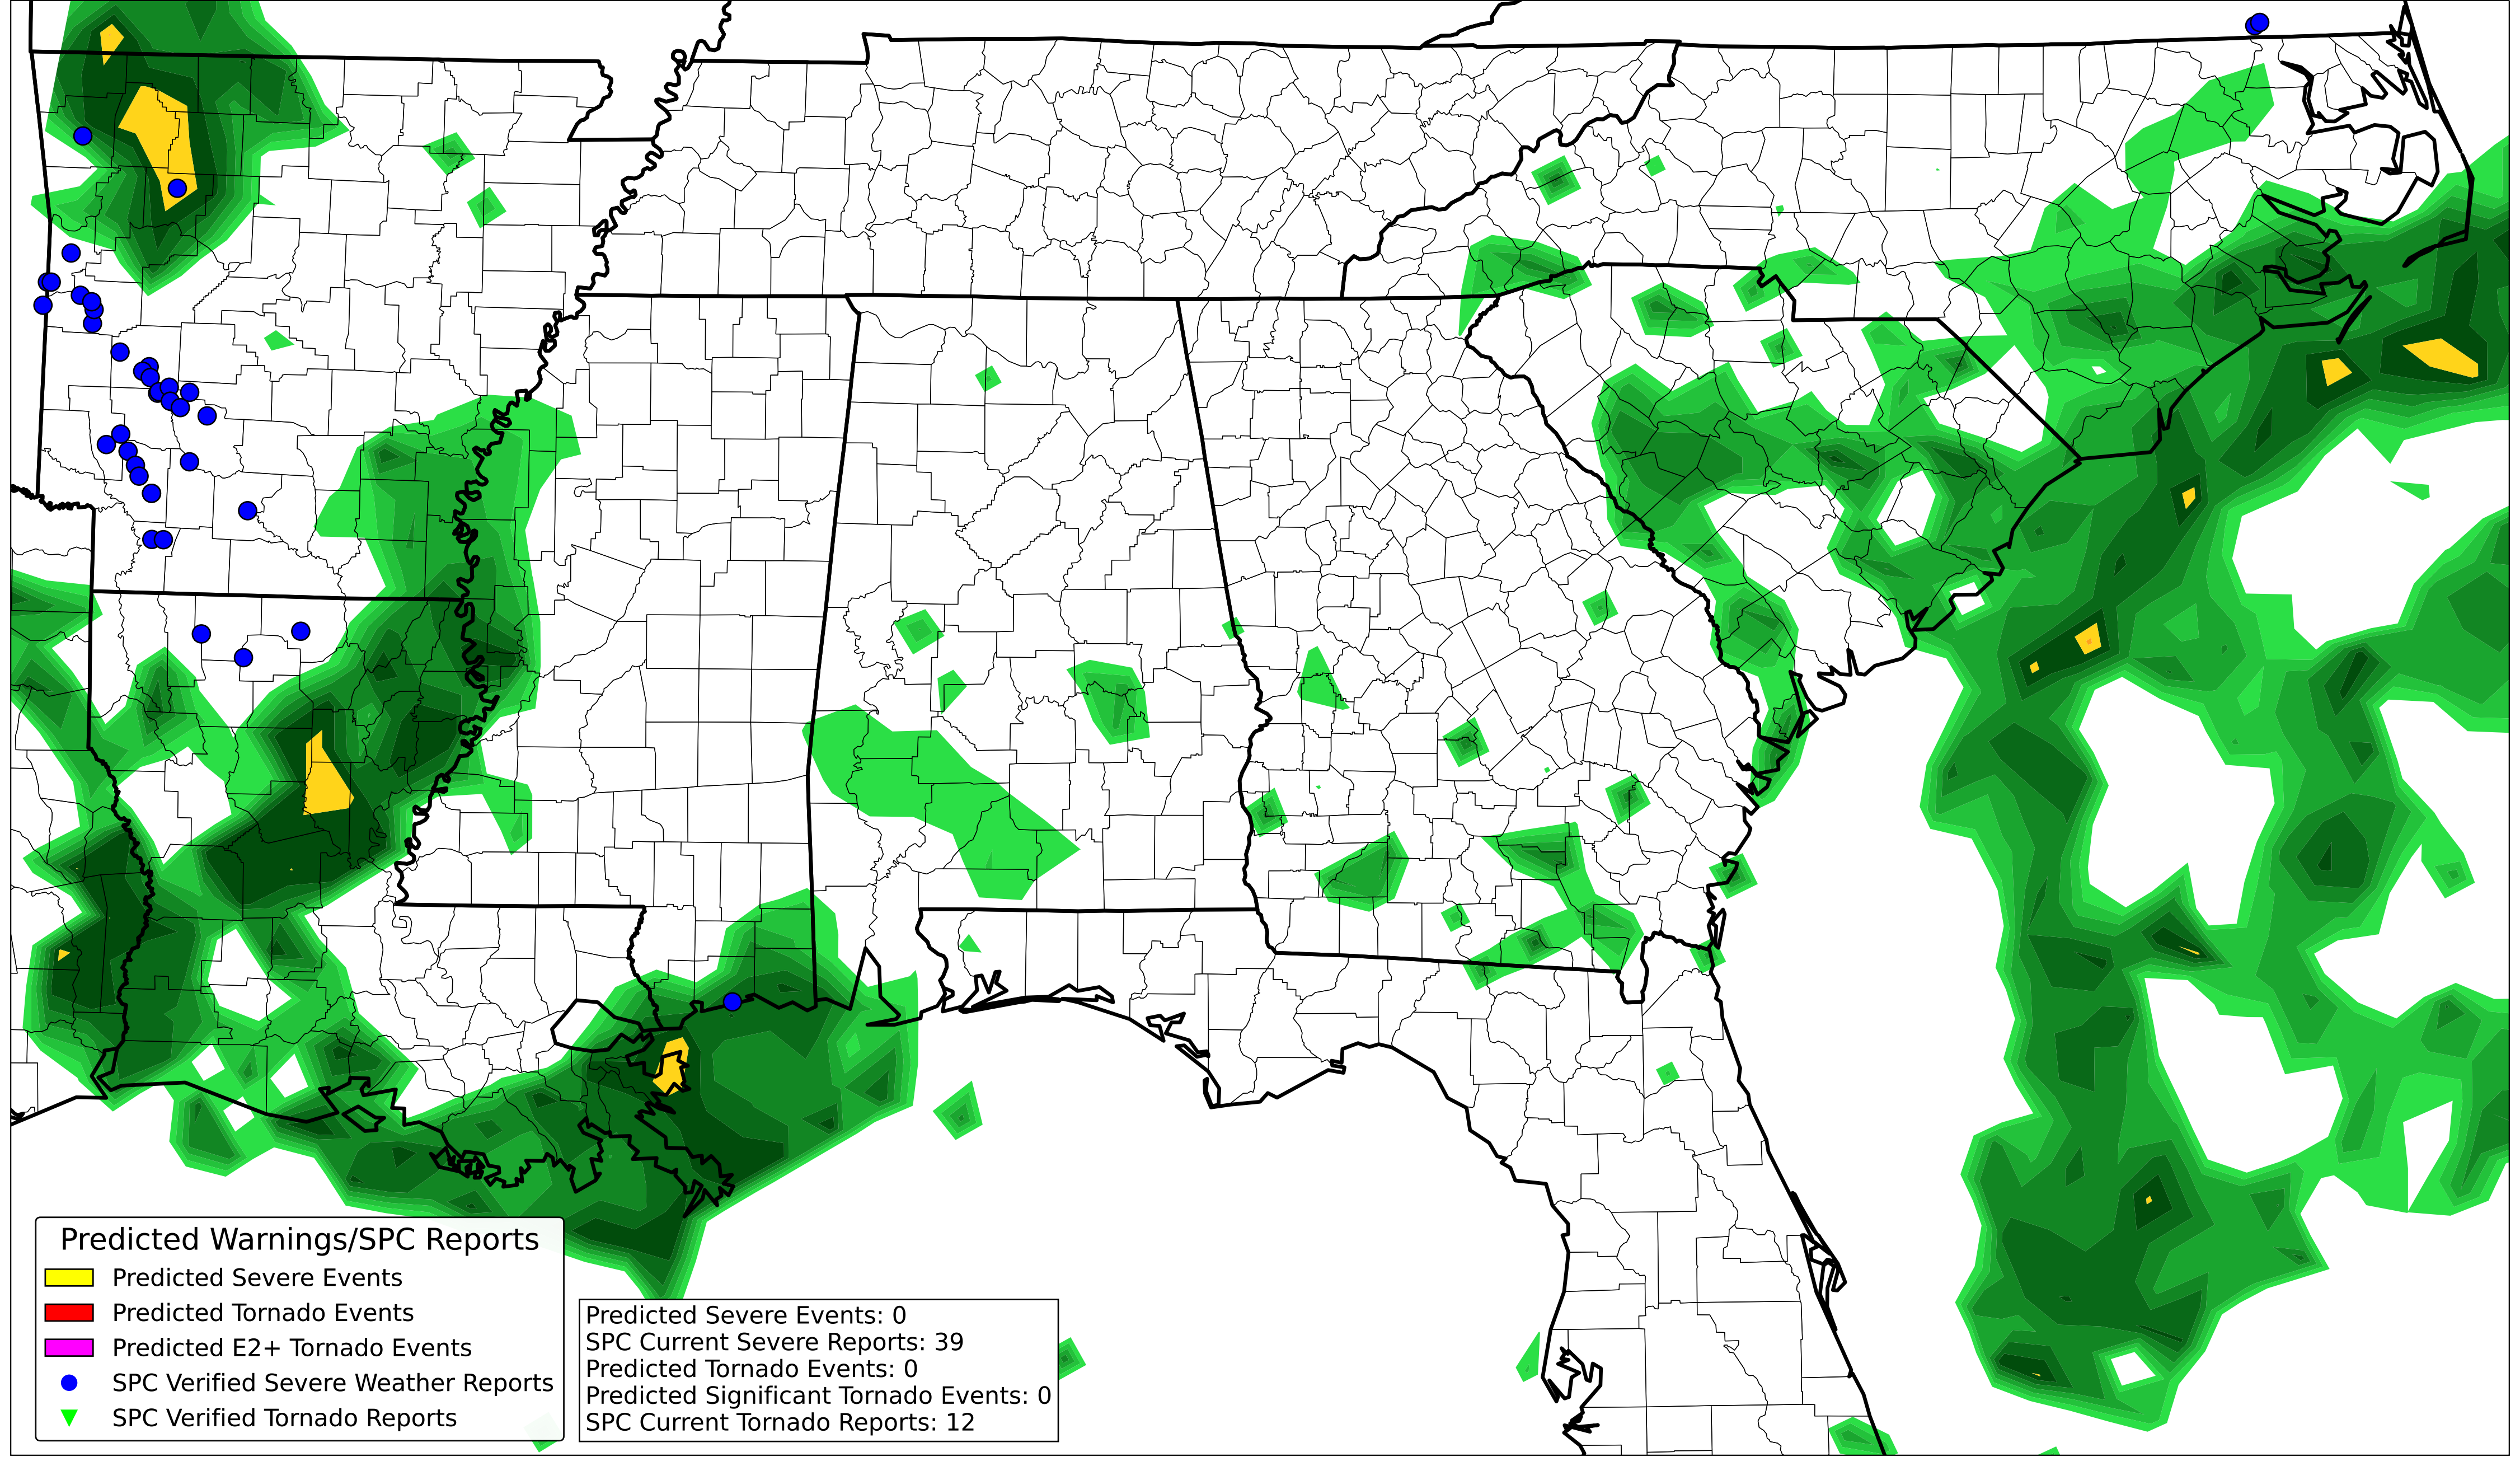 Predicted Warnings/SPC Reports
Predicted Severe Events
Predicted Tornado Events
Predicted E2+ Tornado Events
SPC Verified Severe Weather Reports
SPC Verified Tornado Reports
Predicted Severe Events: 0
SPC Current Severe Reports: 39
Predicted Tornado Events: 0
Predicted Significant Tornado Events: 0
SPC Current Tornado Reports: 12